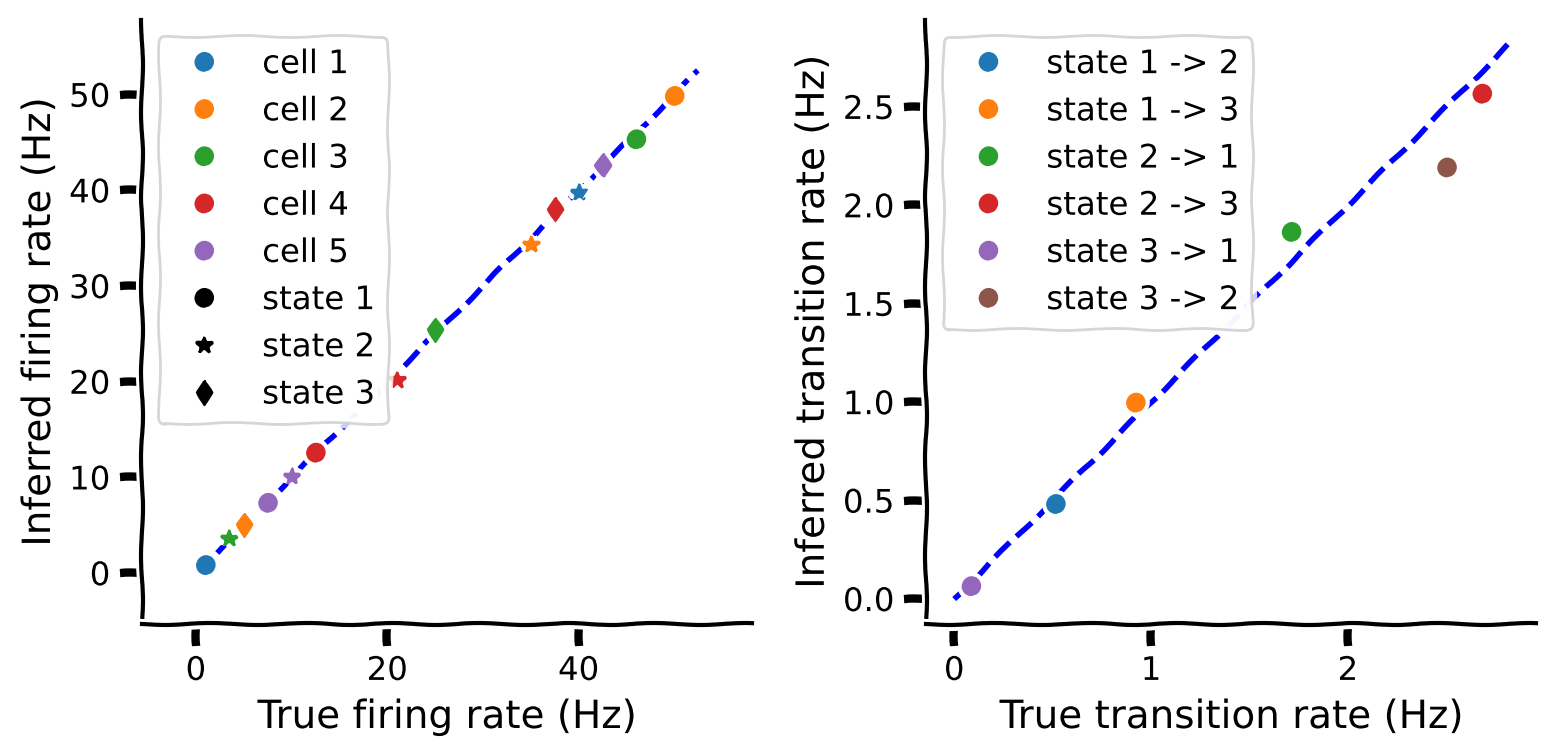 Inferred firing rate (Hz)
50
40
30
20
10
0
cell 1
cell 2
cell 3
cell 4
cell 5
state 1
state 2
state 3
0
20
40
True firing rate (Hz)
Inferred transition rate (Hz)
2.5
2.0
1.5
1.0
0.5
0.0
state 1 -> 2
state 1 -> 3
state 2 -> 1
state 2 -> 3
state 3 -> 1
state 3 -> 2
0
1
2
True transition rate (Hz)